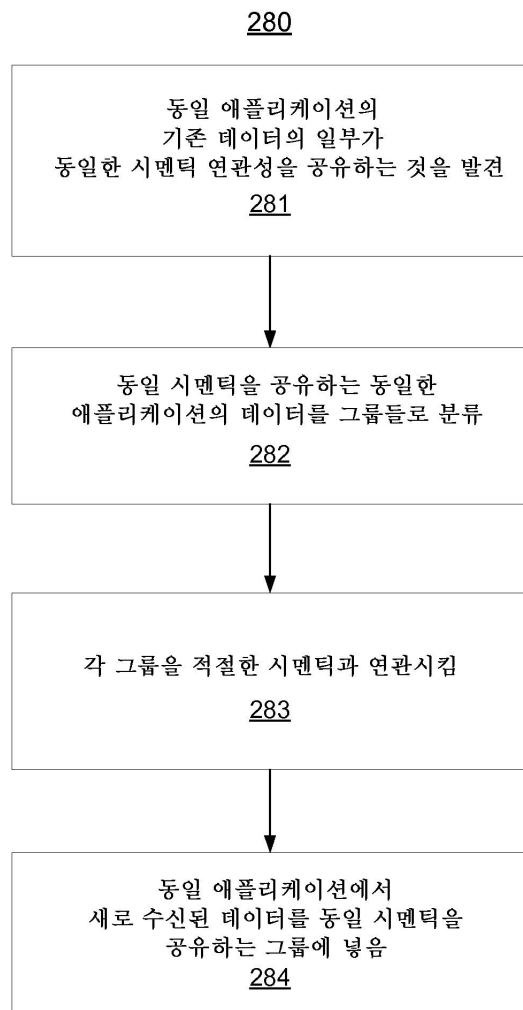 280
동일 애플리케이션의
기존 데이터의 일부가
동일한 시멘틱 연관성을 공유하는 것을 발견
281
동일 시멘틱을 공유하는 동일한
애플리케이션의 데이터를 그룹들로 분류
282
각 그룹을 적절한 시멘틱과 연관시킴
283
동일 애플리케이션에서
새로 수신된 데이터를 동일 시멘틱을
공유하는 그룹에 넣음
284